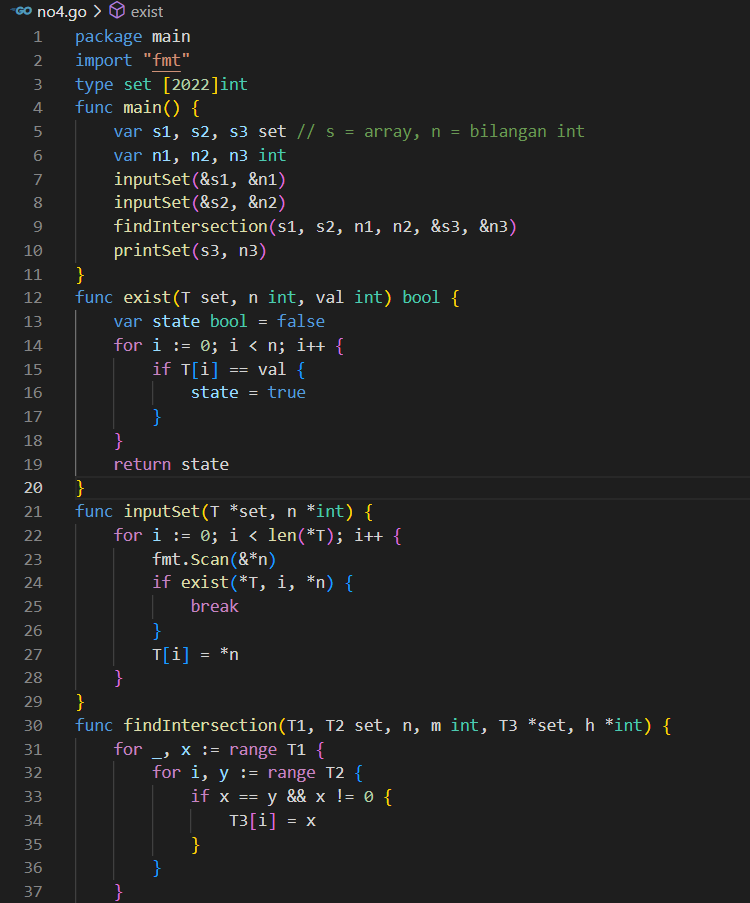 GO no4.go > exist
1 package main
2 import "fmt"
3 type set [2022]int
4 func main() {
5 var s1, s2, s3 set // s = array, n = bilangan int
6 var n1, n2, n3 int
7 inputSet(&s1, &n1)
8 inputSet(&s2, &n2)
9 findIntersection(s1, s2, n1, n2, &s3, &n3)
10 printSet(s3, n3)
11 }
12 func exist(T set, n int, val int) bool {
13 var state bool = false
14 for i := 0; i < n; i++ {
15 if T[i] == val {
16 state = true
17 }
18 }
19 return state
20 }
21 func inputSet(T *set, n *int) {
22 for i := 0; i < len(*T); i++ {
23 fmt.Scan(&*n)
24 if exist(*T, i, *n) {
25 break
26 }
27 T[i] = *n
28 }
29 }
30 func findIntersection(T1, T2 set, n, m int, T3 *set, h *int) {
31 for _, x := range T1 {
32 for i, y := range T2 {
33 if x == y && x != 0 {
34 T3[i] = x
35 }
36 }
37 }